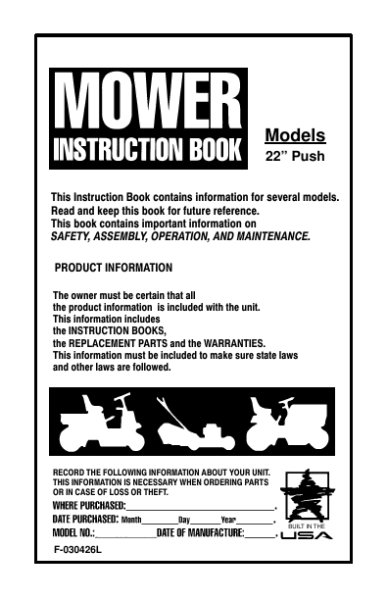 MOWER
INSTRUCTION BOOK
Models
22” Push
This Instruction Book contains information for several models.
Read and keep this book for future reference.
This book contains important information on
SAFETY, ASSEMBLY, OPERATION, AND MAINTENANCE.
PRODUCT INFORMATION
The owner must be certain that all
the product information is included with the unit.
This information includes
the INSTRUCTION BOOKS,
the REPLACEMENT PARTS and the WARRANTIES.
This information must be included to make sure state laws
and other laws are followed.
RECORD THE FOLLOWING INFORMATION ABOUT YOUR UNIT.
THIS INFORMATION IS NECESSARY WHEN ORDERING PARTS
OR IN CASE OF LOSS OR THEFT.
WHERE PURCHASED:____________________.
DATE PURCHASED: Month________Day______Year________.
MODEL NO.:____________DATE OF MANUFACTURE:______.
BUILT IN THE
USA
F-030426L